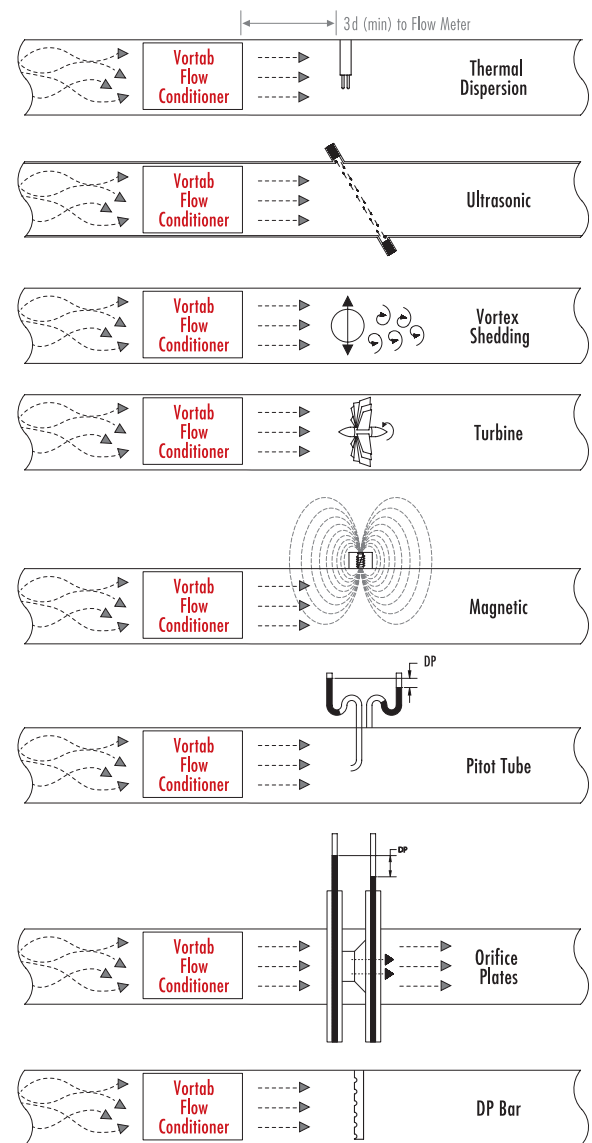 3d (min) to Flow Meter
Vortab
Flow
Conditioner
Thermal
Dispersion
Vortab
Flow
Conditioner
Ultrasonic
Vortab
Flow
Conditioner
Vortex
Shedding
Vortab
Flow
Conditioner
Turbine
Vortab
Flow
Conditioner
Magnetic
DP
Vortab
Flow
Conditioner
Pitot Tube
DP
Vortab
Flow
Conditioner
Orifice
Plates
Vortab
Flow
Conditioner
DP Bar